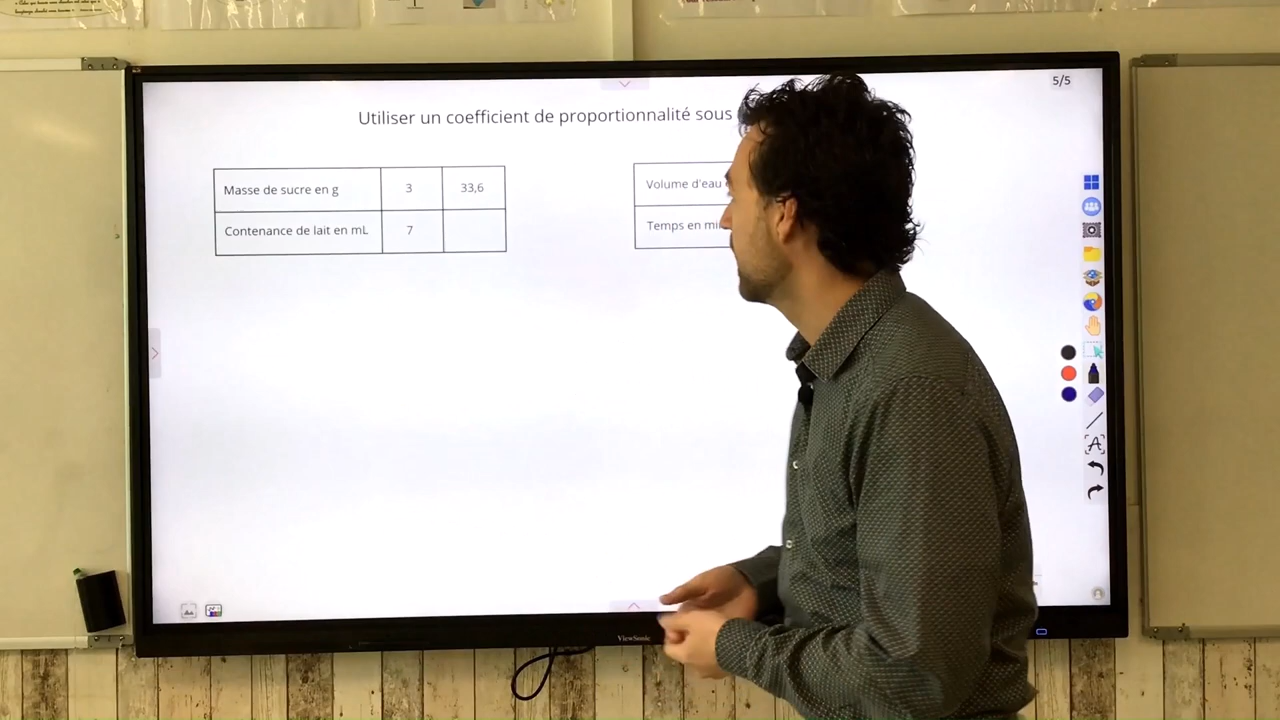 5/5
Utiliser un coefficient de proportionnalité sous
Masse de sucre en g 3 33,6
Contenance de lait en mL 7
Volume d'eau
Temps en
ViewSonic